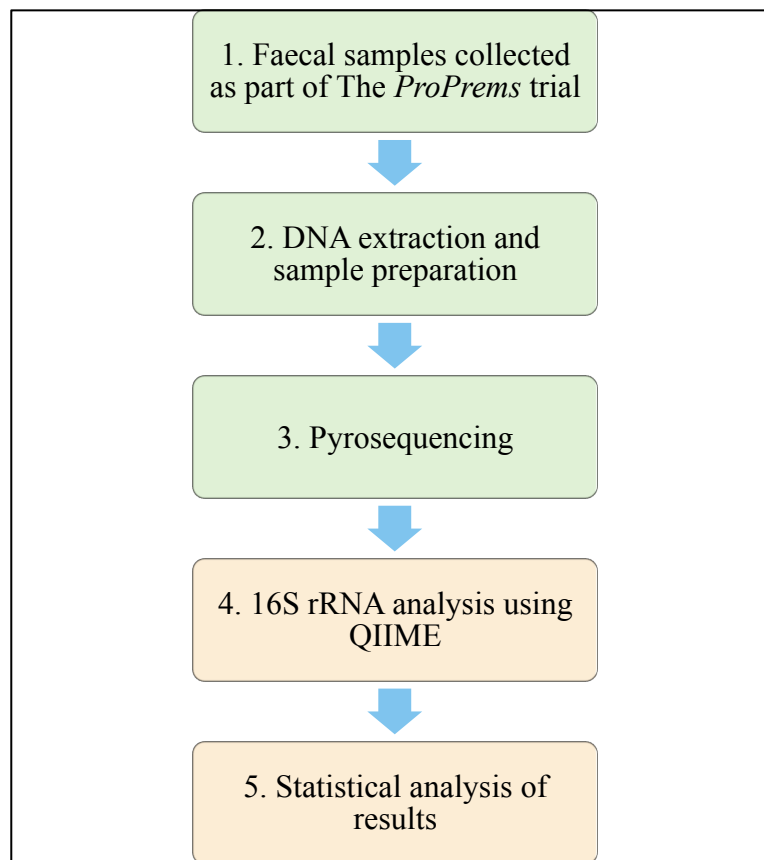 1. Faecal samples collected
as part of The ProPrems trial
2. DNA extraction and
sample preparation
3. Pyrosequencing
4. 16S rRNA analysis using
QIIME
5. Statistical analysis of
results